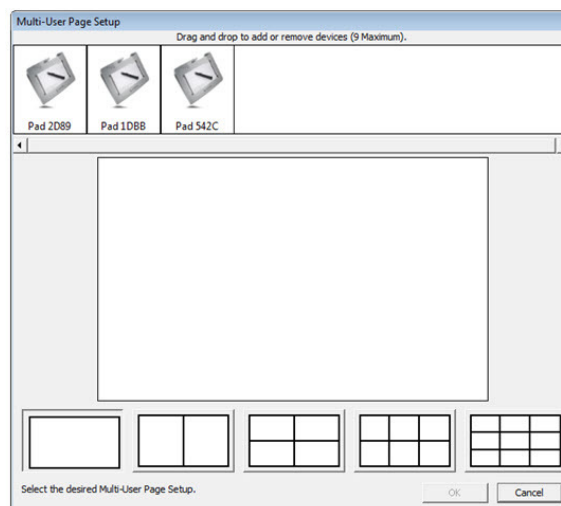 Multi-User Page Setup
Drag and drop to add or remove devices (9 Maximum).
Pad 2D89 Pad 1DBB Pad 542C
Select the desired Multi-User Page Setup.
OK Cancel